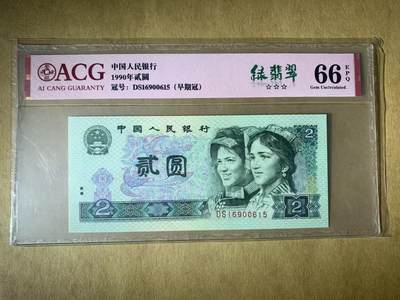 ACG
AI CANG GUARANTY
中国人民银行
1990年贰圆
冠号：DS16900615（早期冠）
绿翡翠
☆☆☆
66 EPQ
Gem Uncirculated
中国人民银行
2
贰圆
DS16900615
2
2